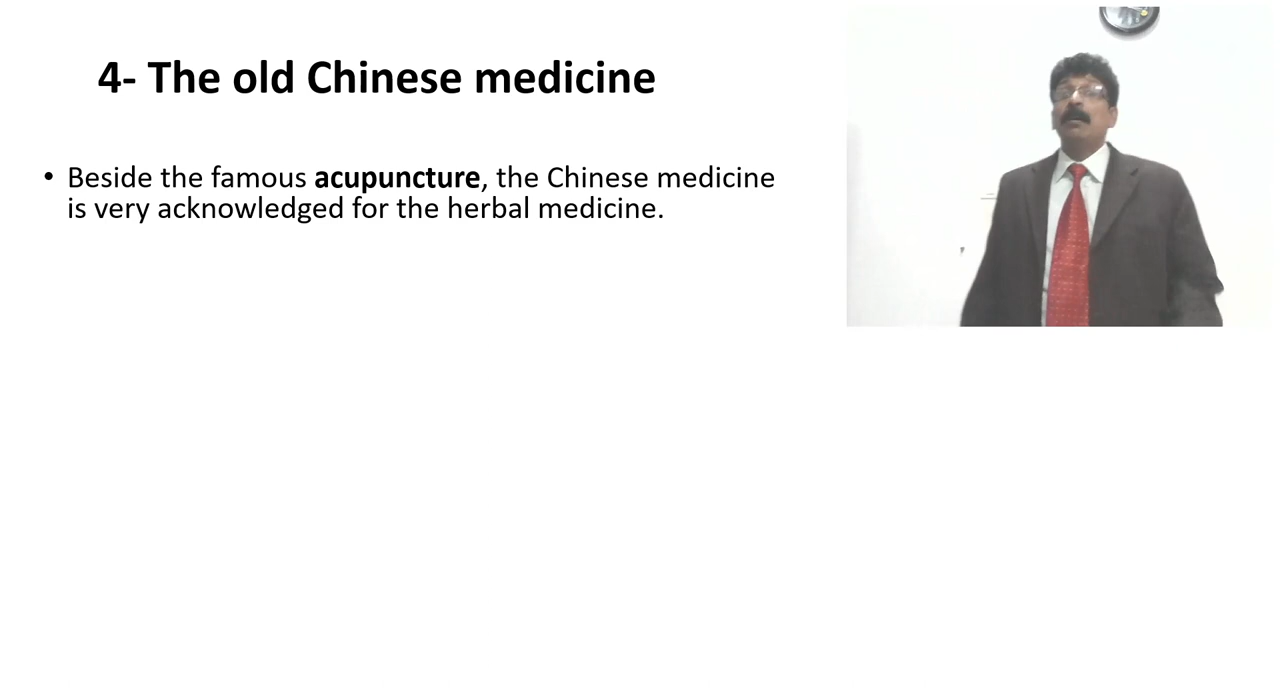 4- The old Chinese medicine
• Beside the famous acupuncture, the Chinese medicine
is very acknowledged for the herbal medicine.